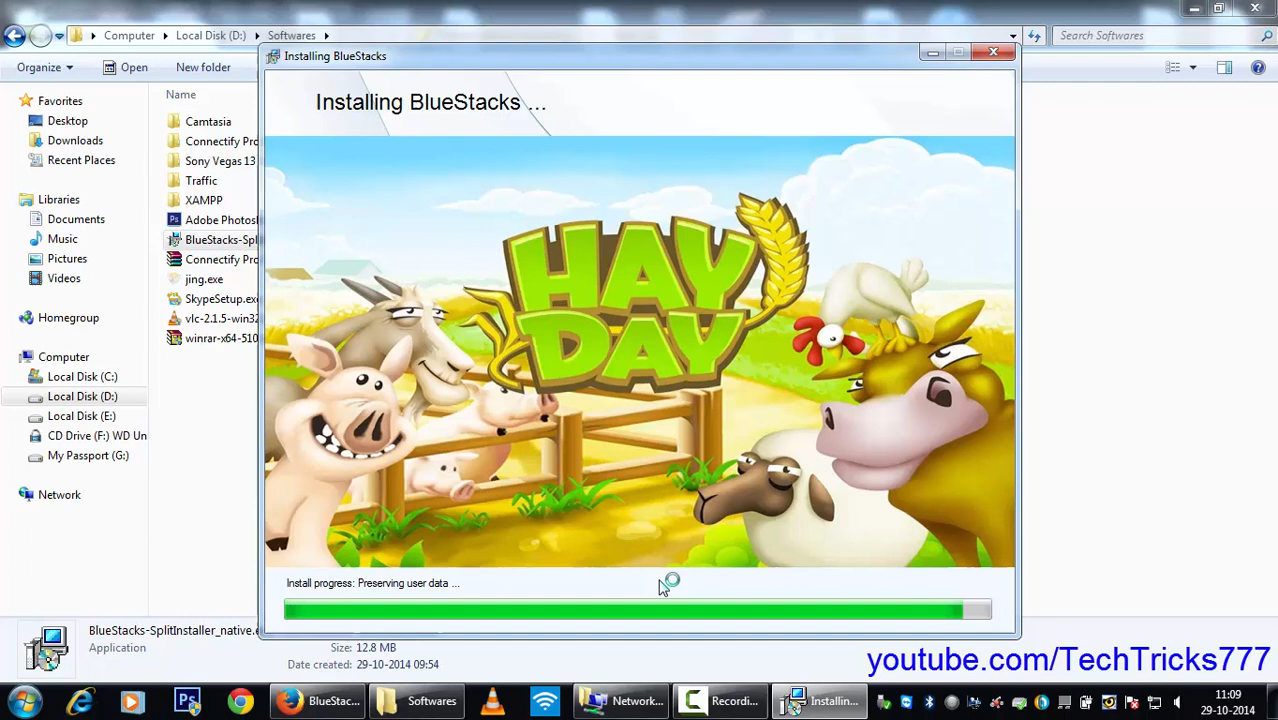 Computer
Local Disk (D:)
Softwares
Search Softwares
Organize
Open
New folder
Installing BlueStacks
Installing BlueStacks ...
HAY
DAY
Install progress: Preserving user data ...
Favorites
Desktop
Downloads
Recent Places
Libraries
Documents
Music
Pictures
Videos
Homegroup
Computer
Local Disk (C:)
Local Disk (D:)
Local Disk (E:)
CD Drive (F:) WD Un
My Passport (G:)
Network
Name
Camtasia
Connectify Pro
Sony Vegas 13
Traffic
XAMPP
Adobe Photos
BlueStacks-Spl
Connectify Pro
jing.exe
SkypeSetup.ex
vlc-2.1.5-win32
winrar-x64-510
BlueStacks-SplitInstaller_native.e
Application
Size: 12.8 MB
Date created: 29-10-2014 09:54
youtube.com/TechTricks777
BlueStac...
Softwares
Network...
Recordi...
Installin...
11:09
29-10-2014